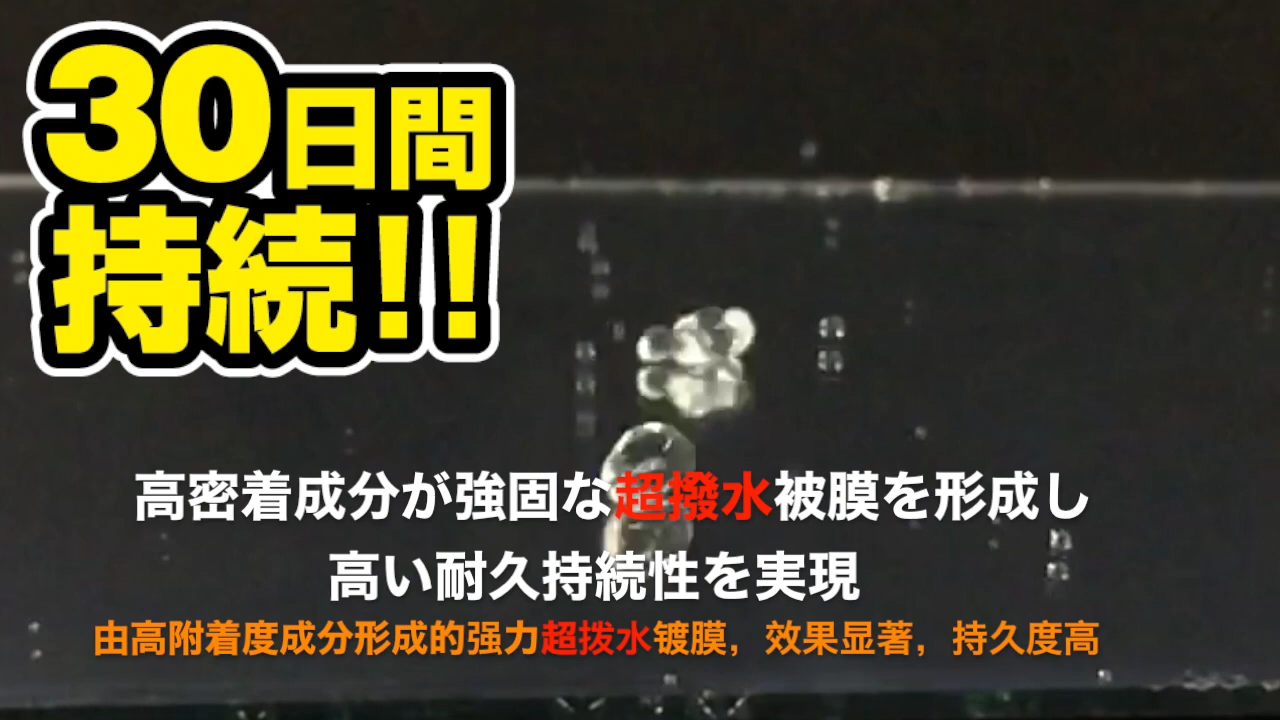 30日間
持続!!
高密着成分が強固な超撥水被膜を形成し
高い耐久持続性を実現
由高附着度成分形成的强力超拨水镀膜，效果显著，持久度高